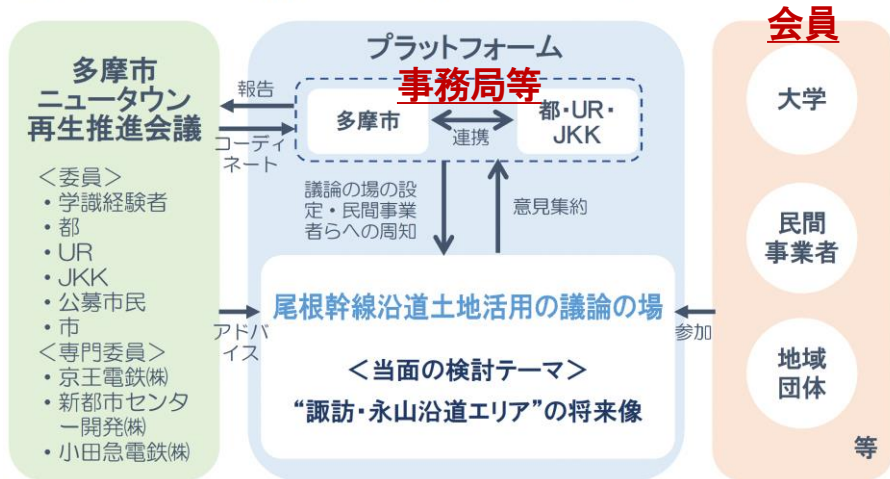 多摩市
ニュータウン
再生推進会議
＜委員＞
・学識経験者
・都
・UR
・JKK
・公募市民
・市
＜専門委員＞
・京王電鉄㈱
・新都市センタ
ー開発㈱
・小田急電鉄㈱
報告
コーディ
ネート
アドバ
イス
プラットフォーム
事務局等
多摩市
連携
都・UR・
JKK
議論の場の設
定・民間事業
者らへの周知
意見集約
尾根幹線沿道土地活用の議論の場
＜当面の検討テーマ＞
“諏訪・永山沿道エリア”の将来像
参加
会員
大学
民間
事業者
地域
団体
等